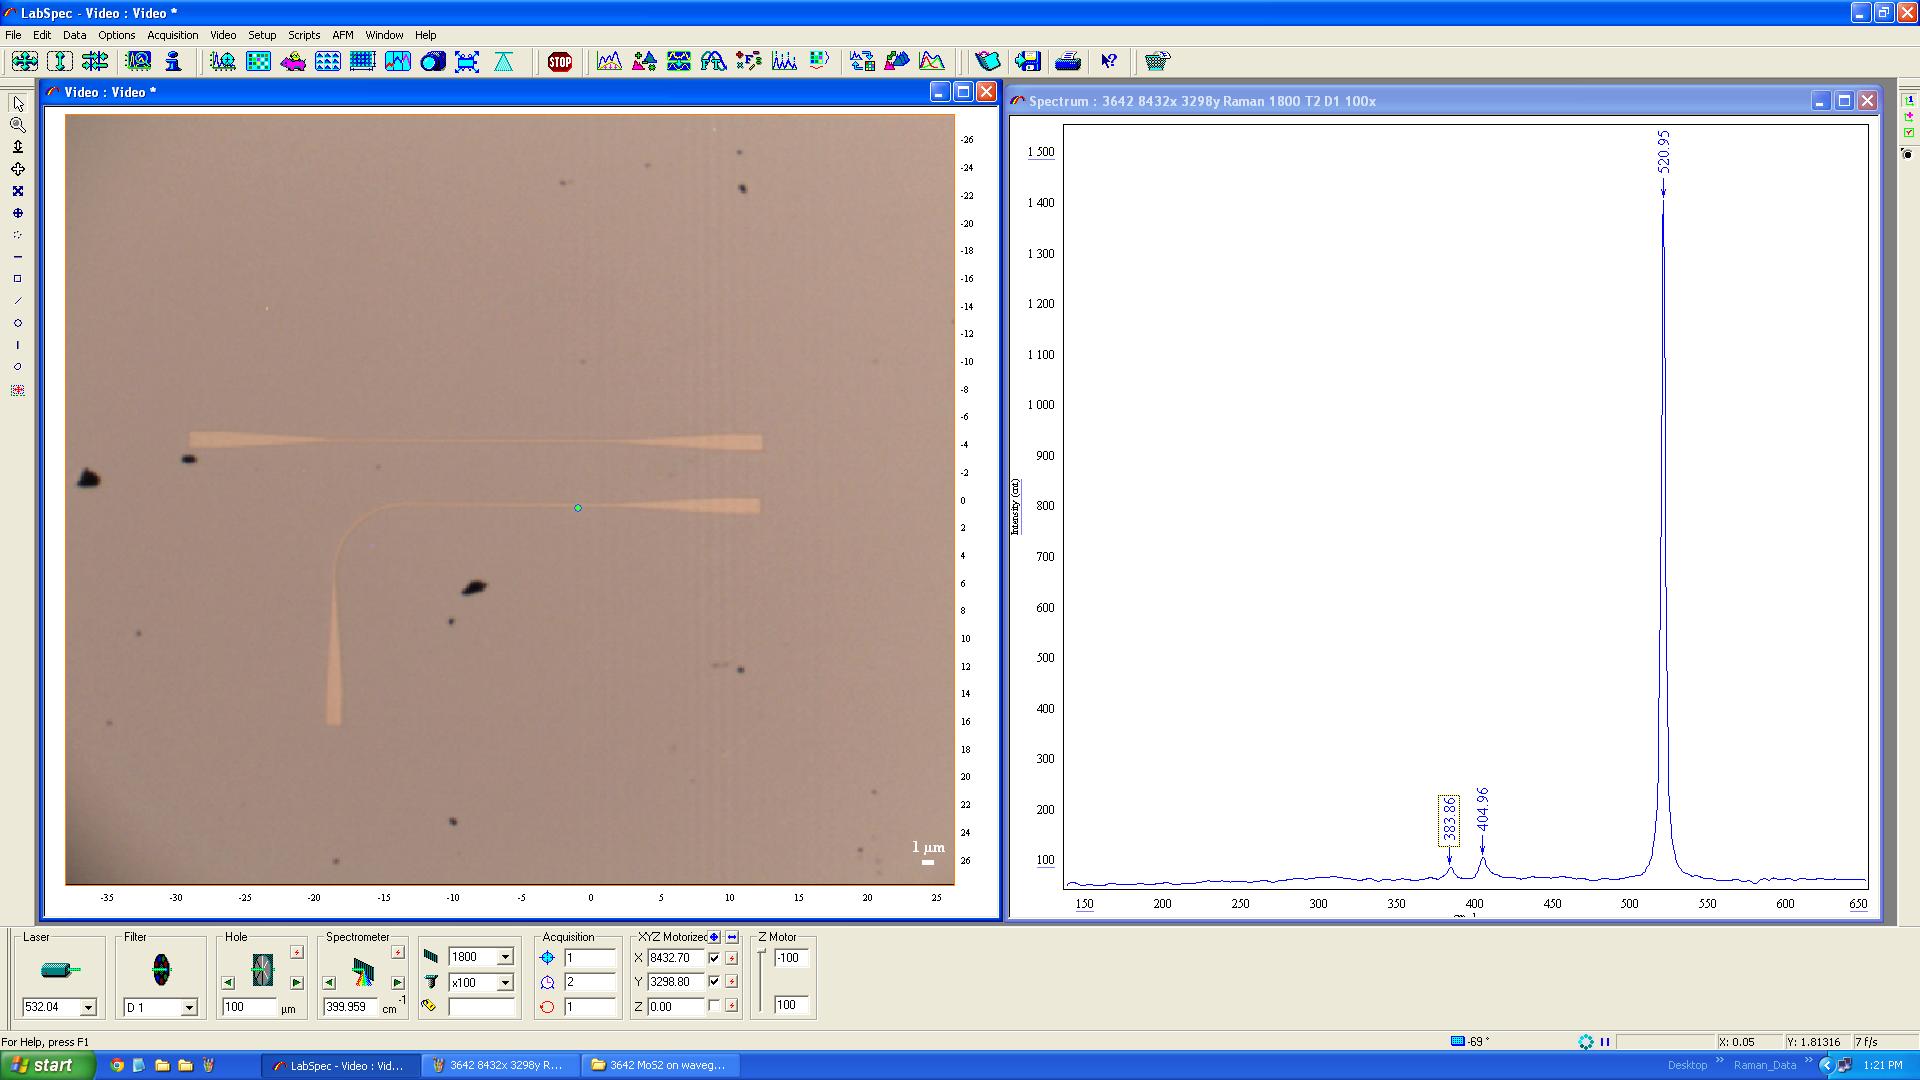 LabSpec - Video : Video *
File Edit Data Options Acquisition Video Setup Scripts AFM Window Help
STOP
Video : Video *
-26
-24
-22
-20
-18
-16
-14
-12
-10
-8
-6
-4
-2
0
2
4
6
8
10
12
14
16
18
20
22
24
26
1 µm
-35 -30 -25 -20 -15 -10 -5 0 5 10 15 20 25
Spectrum : 3642 8432x 3298y Raman 1800 T2 D1 100x
520.95
1 500
1 400
1 300
1 200
1 100
1 000
900
800
700
600
500
400
300
200
100
Intensity (cnt)
383.86
404.96
150 200 250 300 350 400 450 500 550 600 650
Laser Filter Hole Spectrometer Acquisition XYZ Motorized Z Motor
1800 1 X 8432.70 -100
x100 2 Y 3298.80
532.04 D 1 100 µm 399.959 cm-1 1 Z 0.00 100
For Help, press F1
-69 °
X: 0.05 Y: 1.81316 7 f/s
start
LabSpec - Video : Vid...
3642 8432x 3298y R...
3642 MoS2 on waveg...
Desktop » Raman_Data »
1:21 PM